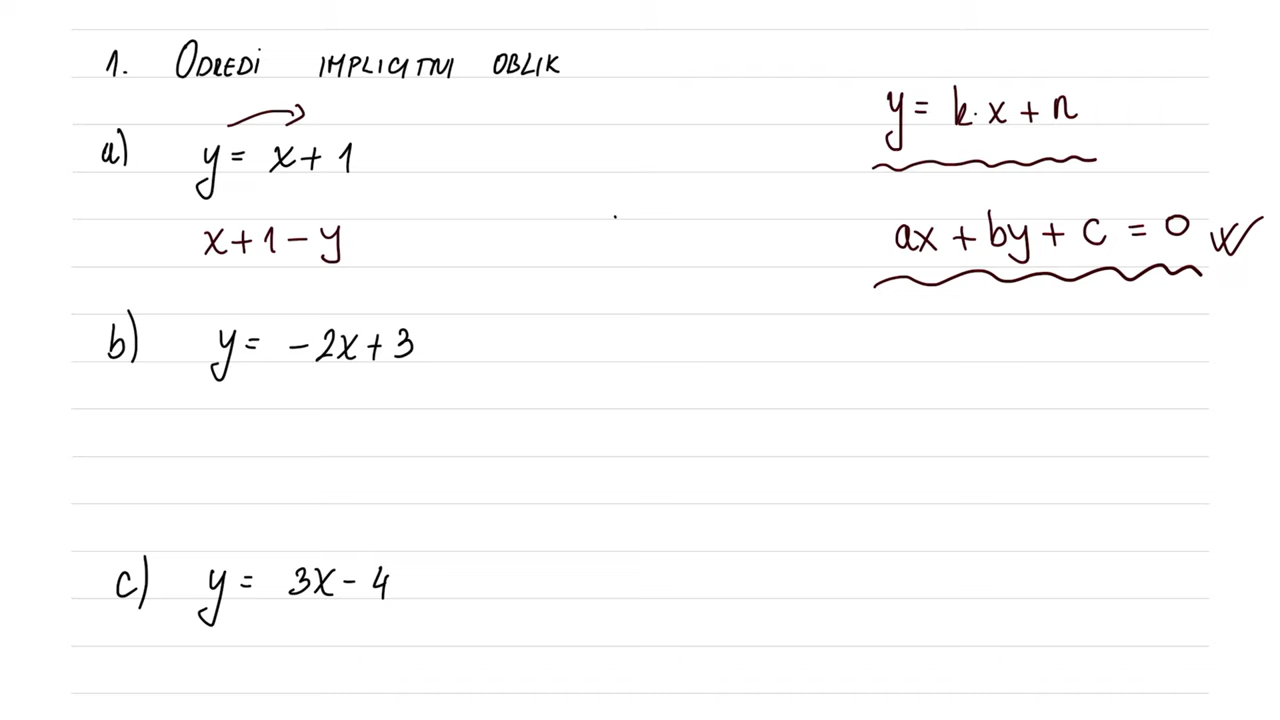 1. ODREDI IMPLICITNI OBLIK
y = k·x + n
a) y = x + 1
x + 1 - y
ax + by + c = 0
b) y = -2x + 3
c) y = 3x - 4